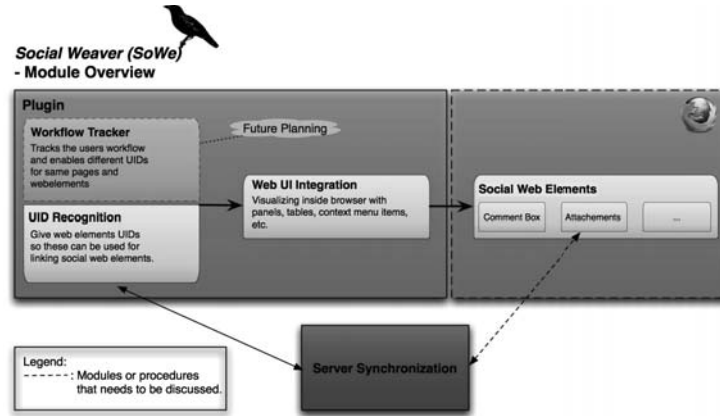 Social Weaver (SoWe)
- Module Overview
Plugin
Workflow Tracker
Tracks the users workflow
and enables different UIDs
for same pages and
webelements
Future Planning
UID Recognition
Give web elements UIDs
so these can be used for
linking social web elements.
Web UI Integration
Visualizing inside browser with
panels, tables, context menu items,
etc.
Social Web Elements
Comment Box
Attachements
...
Server Synchronization
Legend:
-------- : Modules or procedures
that needs to be discussed.